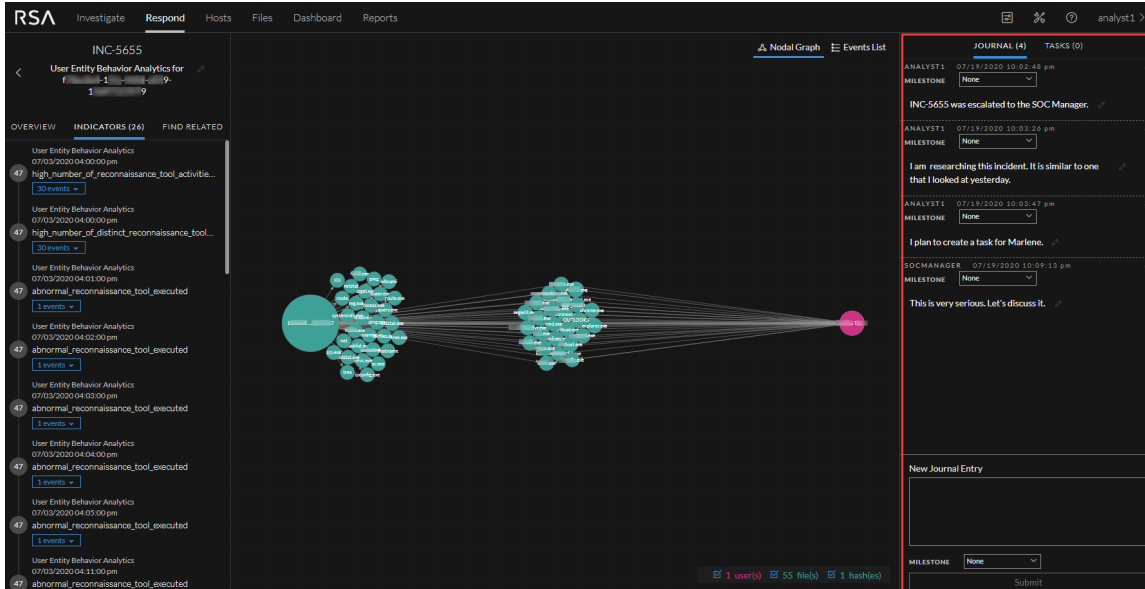 RSA Investigate Respond Hosts Files Dashboard Reports analyst1
INC-5655
User Entity Behavior Analytics for
OVERVIEW INDICATORS (26) FIND RELATED
User Entity Behavior Analytics
07/03/2020 04:00:00 pm
47 high_number_of_reconnaissance_tool_activitie...
30 events
User Entity Behavior Analytics
07/03/2020 04:00:00 pm
47 high_number_of_distinct_reconnaissance_tool...
30 events
User Entity Behavior Analytics
07/03/2020 04:01:00 pm
47 abnormal_reconnaissance_tool_executed
1 events
User Entity Behavior Analytics
07/03/2020 04:02:00 pm
47 abnormal_reconnaissance_tool_executed
1 events
User Entity Behavior Analytics
07/03/2020 04:03:00 pm
47 abnormal_reconnaissance_tool_executed
1 events
User Entity Behavior Analytics
07/03/2020 04:04:00 pm
47 abnormal_reconnaissance_tool_executed
1 events
User Entity Behavior Analytics
07/03/2020 04:05:00 pm
47 abnormal_reconnaissance_tool_executed
1 events
User Entity Behavior Analytics
07/03/2020 04:11:00 pm
47 abnormal_reconnaissance_tool_executed
Nodal Graph Events List
OUTLOOK.E
1 user(s) 55 file(s) 1 hash(es)
JOURNAL (4) TASKS (0)
ANALYST1 07/19/2020 10:02:48 pm
MILESTONE None
INC-5655 was escalated to the SOC Manager.
ANALYST1 07/19/2020 10:03:26 pm
MILESTONE None
I am researching this incident. It is similar to one
that I looked at yesterday.
ANALYST1 07/19/2020 10:03:47 pm
MILESTONE None
I plan to create a task for Marlene.
SOCMANAGER 07/19/2020 10:09:13 pm
MILESTONE None
This is very serious. Let's discuss it.
New Journal Entry
MILESTONE None
Submit